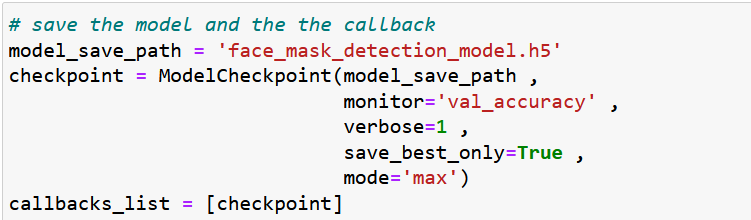 # save the model and the the callback
model_save_path = 'face_mask_detection_model.h5'
checkpoint = ModelCheckpoint(model_save_path ,
                             monitor='val_accuracy' ,
                             verbose=1 ,
                             save_best_only=True ,
                             mode='max')
callbacks_list = [checkpoint]